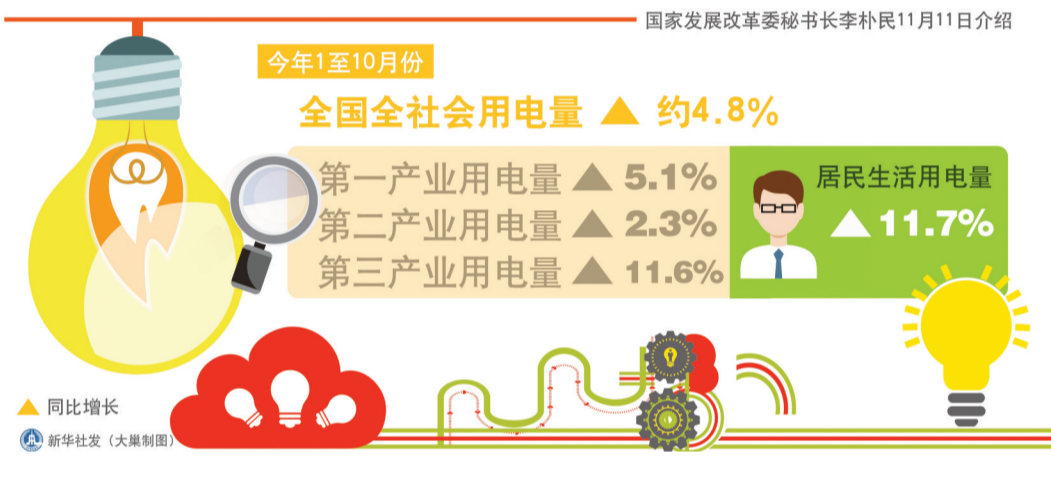 国家发展改革委秘书长李朴民11月11日介绍
今年1至10月份
全国全社会用电量 ▲ 约4.8%
第一产业用电量 ▲ 5.1%
第二产业用电量 ▲ 2.3%
第三产业用电量 ▲ 11.6%
居民生活用电量
▲ 11.7%
▲ 同比增长
新华社发（大巢制图）